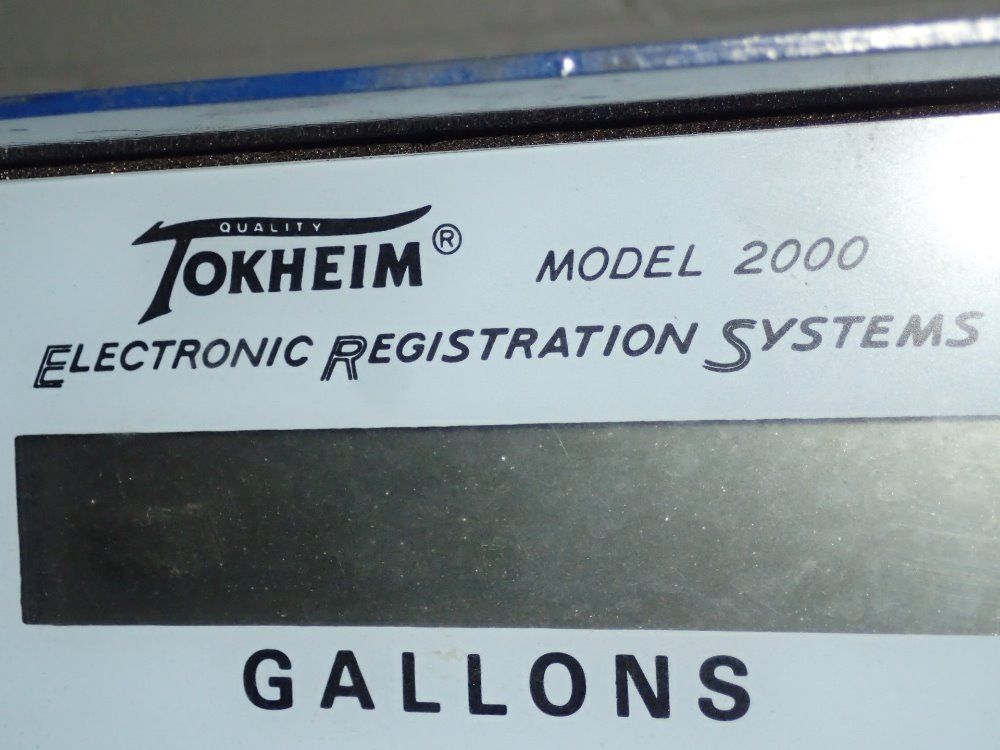 QUALITY
TOKHEIM® MODEL 2000
ELECTRONIC REGISTRATION SYSTEMS
GALLONS